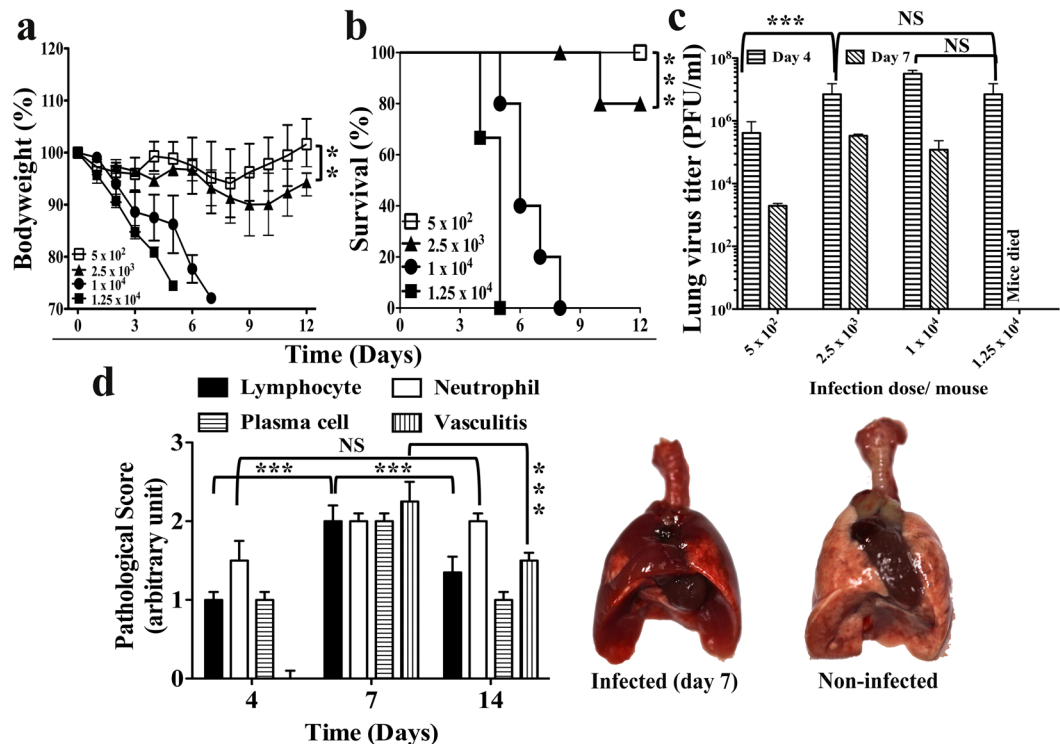 a
Bodyweight (%)
110
100
90
80
70
5 x 10²
2.5 x 10³
1 x 10⁴
1.25 x 10⁴
**
0 3 6 9 12
b
Survival (%)
100
80
60
40
20
0
5 x 10²
2.5 x 10³
1 x 10⁴
1.25 x 10⁴
***
0 3 6 9 12
Time (Days)
c
Lung virus titer (PFU/ml)
*** NS
NS
Day 4 Day 7
10⁸
10⁶
10⁴
10²
10⁰
Mice died
5 x 10²
2.5 x 10³
1 x 10⁴
1.25 x 10⁴
Infection dose/ mouse
d
Lymphocyte Neutrophil
Plasma cell Vasculitis
Pathological Score
(arbitrary unit)
3
2
1
0
NS
*** ***
***
4 7 14
Time (Days)
Infected (day 7) Non-infected